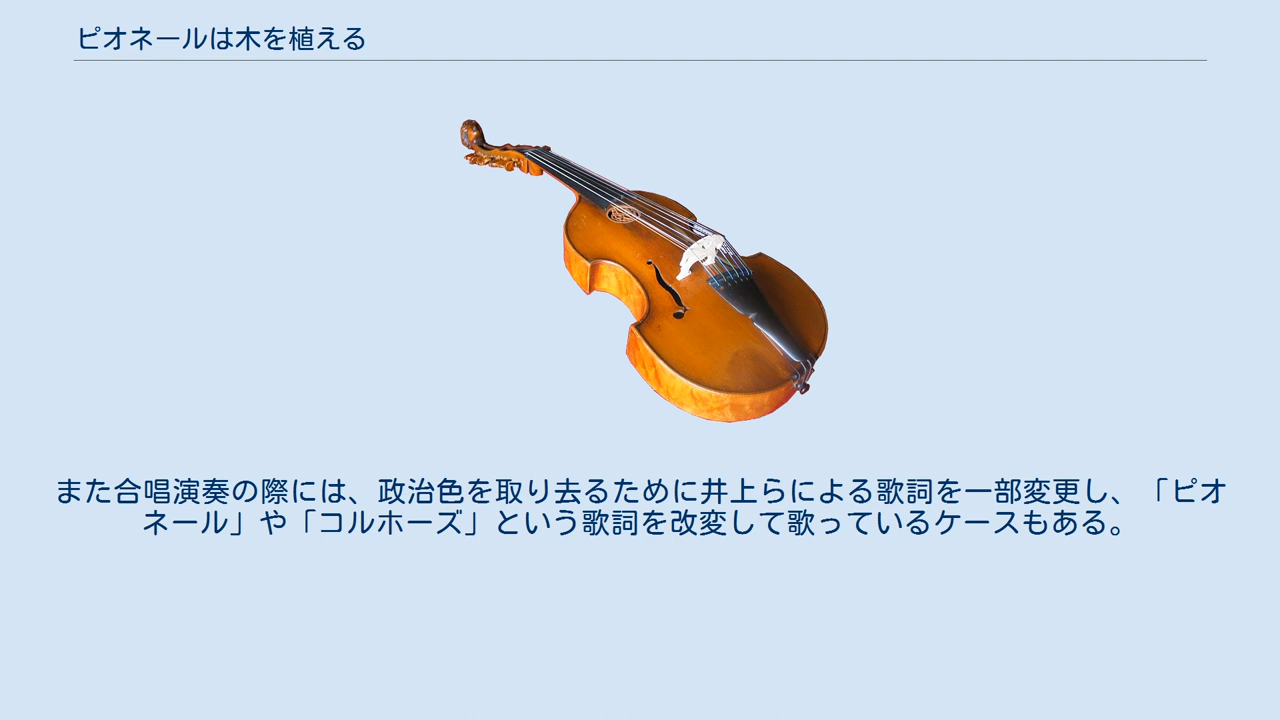 ピオネールは木を植える
また合唱演奏の際には、政治色を取り去るために井上らによる歌詞を一部変更し、「ピオ
ネール」や「コルホーズ」という歌詞を改変して歌っているケースもある。